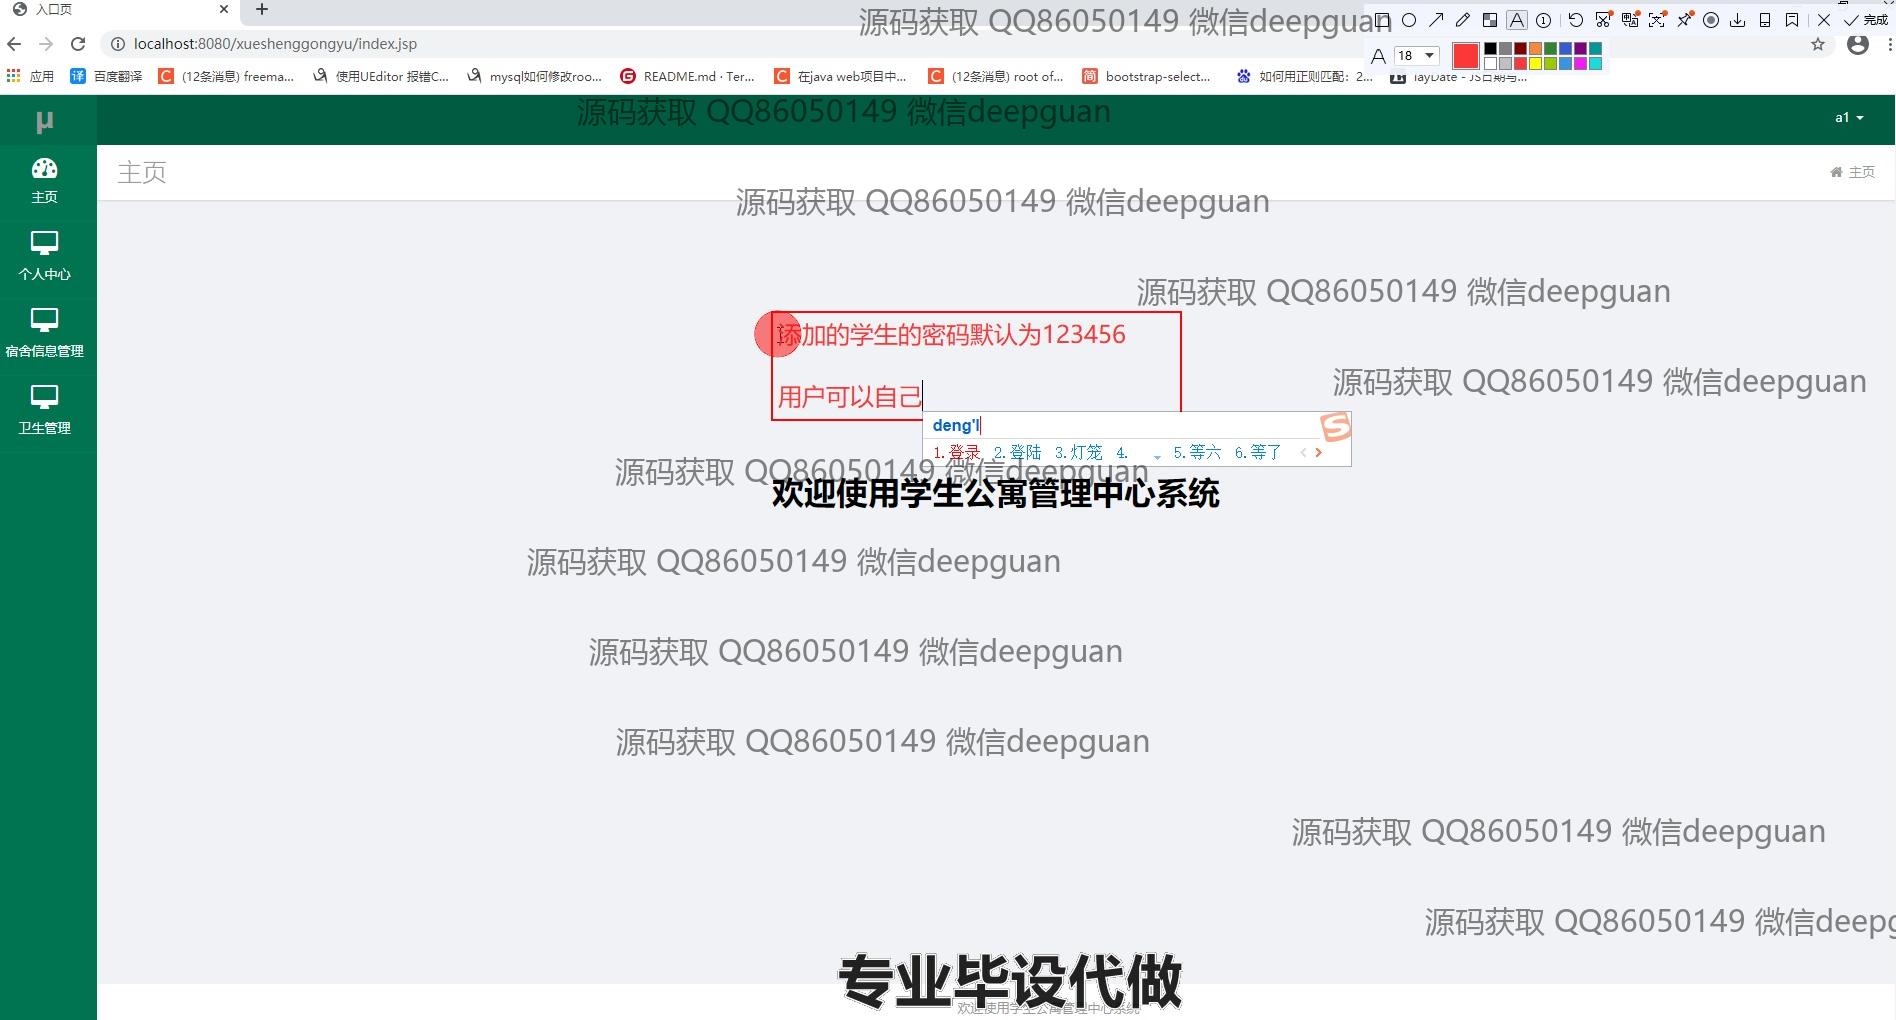 入口页
源码获取 QQ86050149 微信deepguan
完成
localhost:8080/xueshenggongyu/index.jsp
A 18
应用 百度翻译 (12条消息) freema... 使用UEditor 报错C... mysql如何修改roo... README.md · Ter... 在java web项目中... (12条消息) root of... bootstrap-select... 如何用正则匹配：2... layDate - JS日期与...
源码获取 QQ86050149 微信deepguan
μ
a1
主页
主页
主页
源码获取 QQ86050149 微信deepguan
个人中心
源码获取 QQ86050149 微信deepguan
宿舍信息管理
添加的学生的密码默认为123456
源码获取 QQ86050149 微信deepguan
用户可以自己
卫生管理
deng'l
1.登录 2.登陆 3.灯笼 4. 5.等六 6.等了
源码获取 QQ86050149 微信deepguan
欢迎使用学生公寓管理中心系统
源码获取 QQ86050149 微信deepguan
源码获取 QQ86050149 微信deepguan
源码获取 QQ86050149 微信deepguan
源码获取 QQ86050149 微信deepguan
源码获取 QQ86050149 微信deepg
专业毕设代做
欢迎使用学生公寓管理中心系统